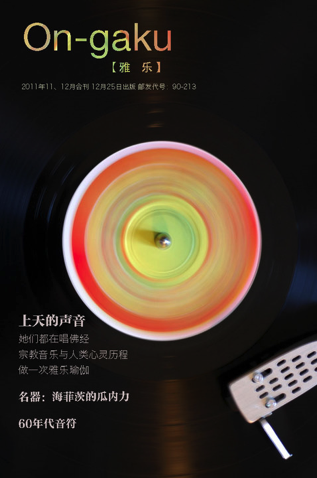 On-gaku
【雅 乐】
2011年11、12月合刊 12月25日出版 邮发代号：90-213
上天的声音
她们都在唱佛经
宗教音乐与人类心灵历程
做一次雅乐瑜伽
名器：海菲茨的瓜内力
60年代音符